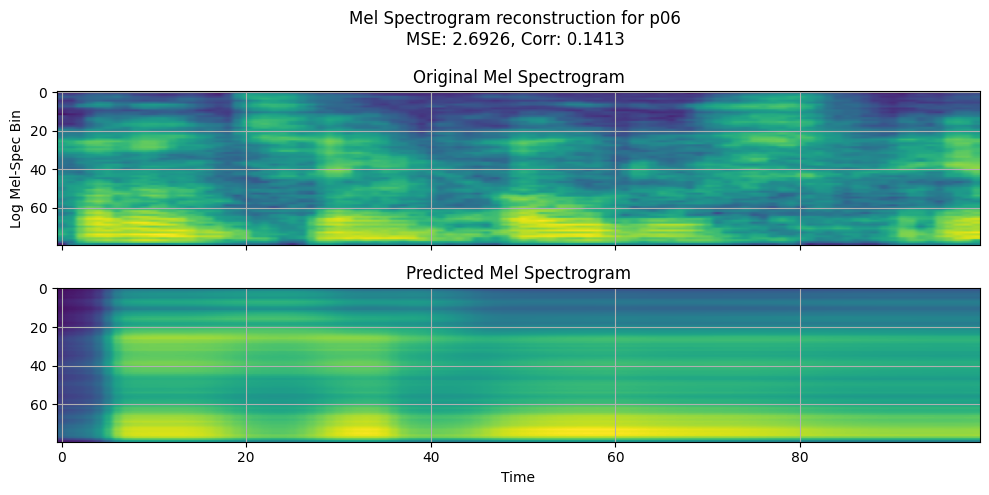 Mel Spectrogram reconstruction for p06
MSE: 2.6926, Corr: 0.1413
Original Mel Spectrogram
Log Mel-Spec Bin
0
20
40
60
Predicted Mel Spectrogram
0
20
40
60
0 20 40 60 80
Time